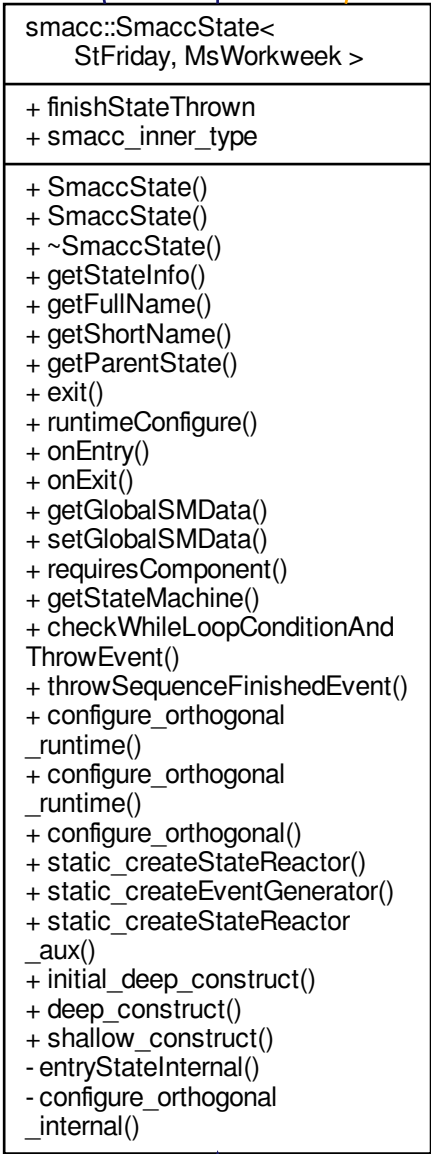 smacc::SmaccState<
StFriday, MsWorkweek >
+ finishStateThrown
+ smacc_inner_type
+ SmaccState()
+ SmaccState()
+ ~SmaccState()
+ getStateInfo()
+ getFullName()
+ getShortName()
+ getParentState()
+ exit()
+ runtimeConfigure()
+ onEntry()
+ onExit()
+ getGlobalSMData()
+ setGlobalSMData()
+ requiresComponent()
+ getStateMachine()
+ checkWhileLoopConditionAnd
ThrowEvent()
+ throwSequenceFinishedEvent()
+ configure_orthogonal
_runtime()
+ configure_orthogonal
_runtime()
+ configure_orthogonal()
+ static_createStateReactor()
+ static_createEventGenerator()
+ static_createStateReactor
_aux()
+ initial_deep_construct()
+ deep_construct()
+ shallow_construct()
- entryStateInternal()
- configure_orthogonal
_internal()